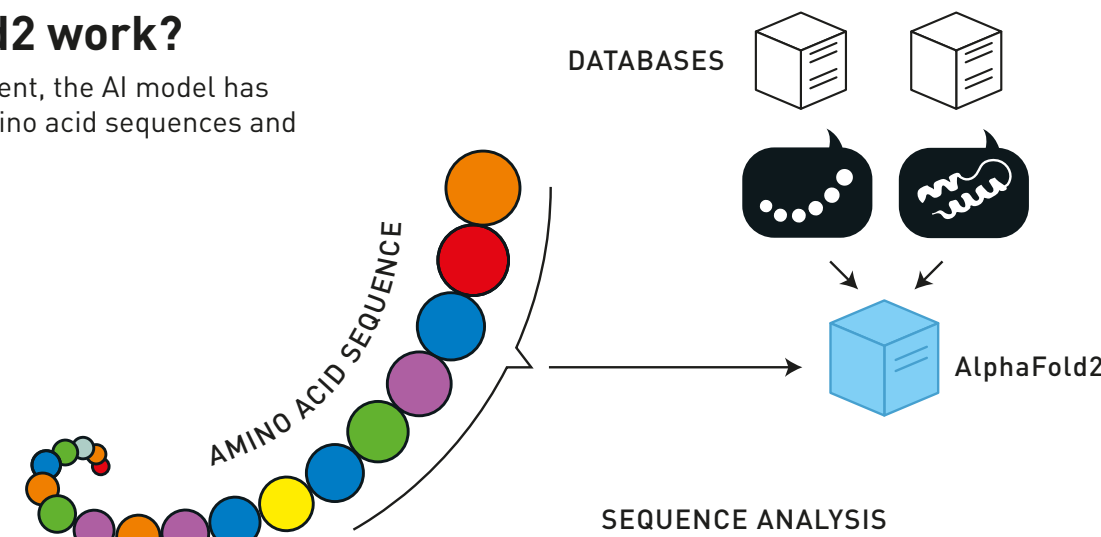 d2 work?
ent, the AI model has
ino acid sequences and
DATABASES
AMINO ACID SEQUENCE
AlphaFold2
SEQUENCE ANALYSIS